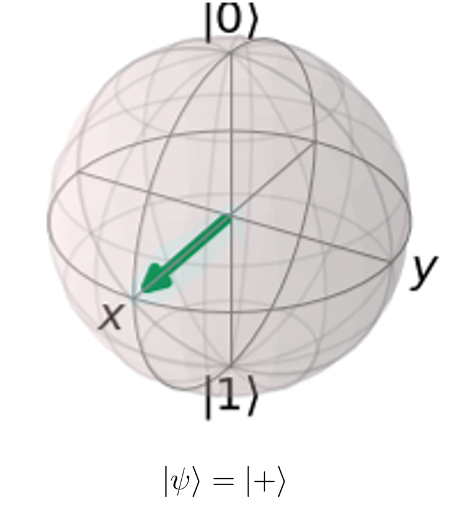 |0⟩
y
x
|1⟩
|ψ⟩ = |+⟩